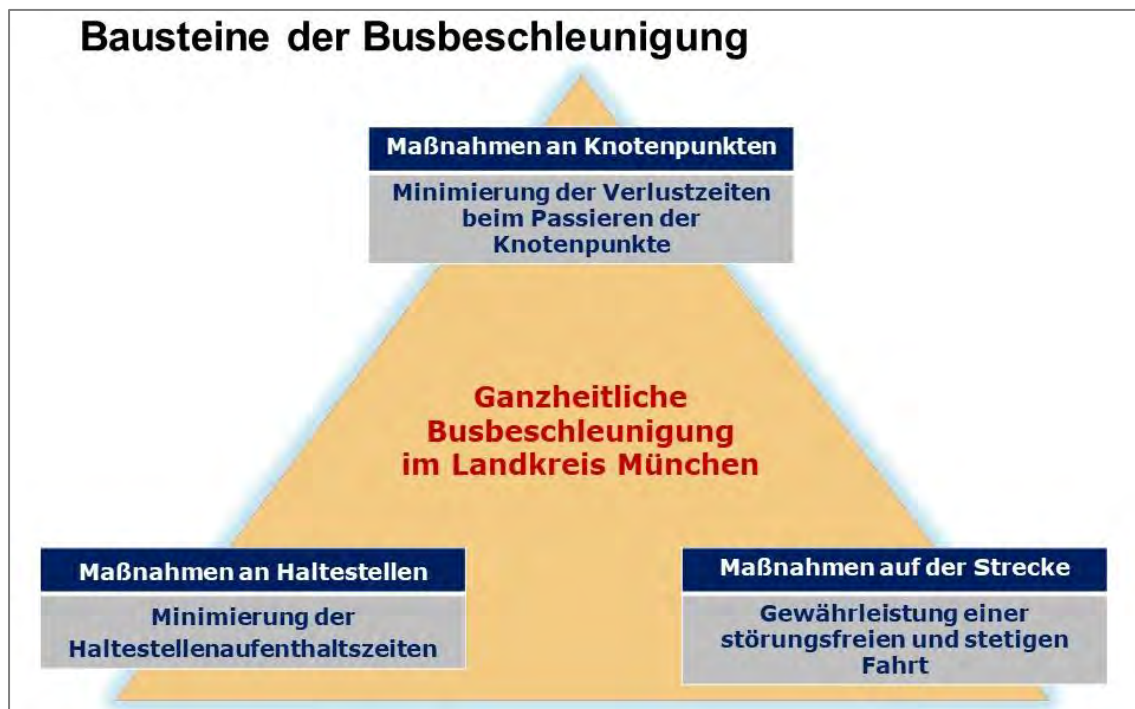 Bausteine der Busbeschleunigung
Maßnahmen an Knotenpunkten
Minimierung der Verlustzeiten
beim Passieren der
Knotenpunkte
Ganzheitliche
Busbeschleunigung
im Landkreis München
Maßnahmen an Haltestellen
Minimierung der
Haltestellenaufenthaltszeiten
Maßnahmen auf der Strecke
Gewährleistung einer
störungsfreien und stetigen
Fahrt